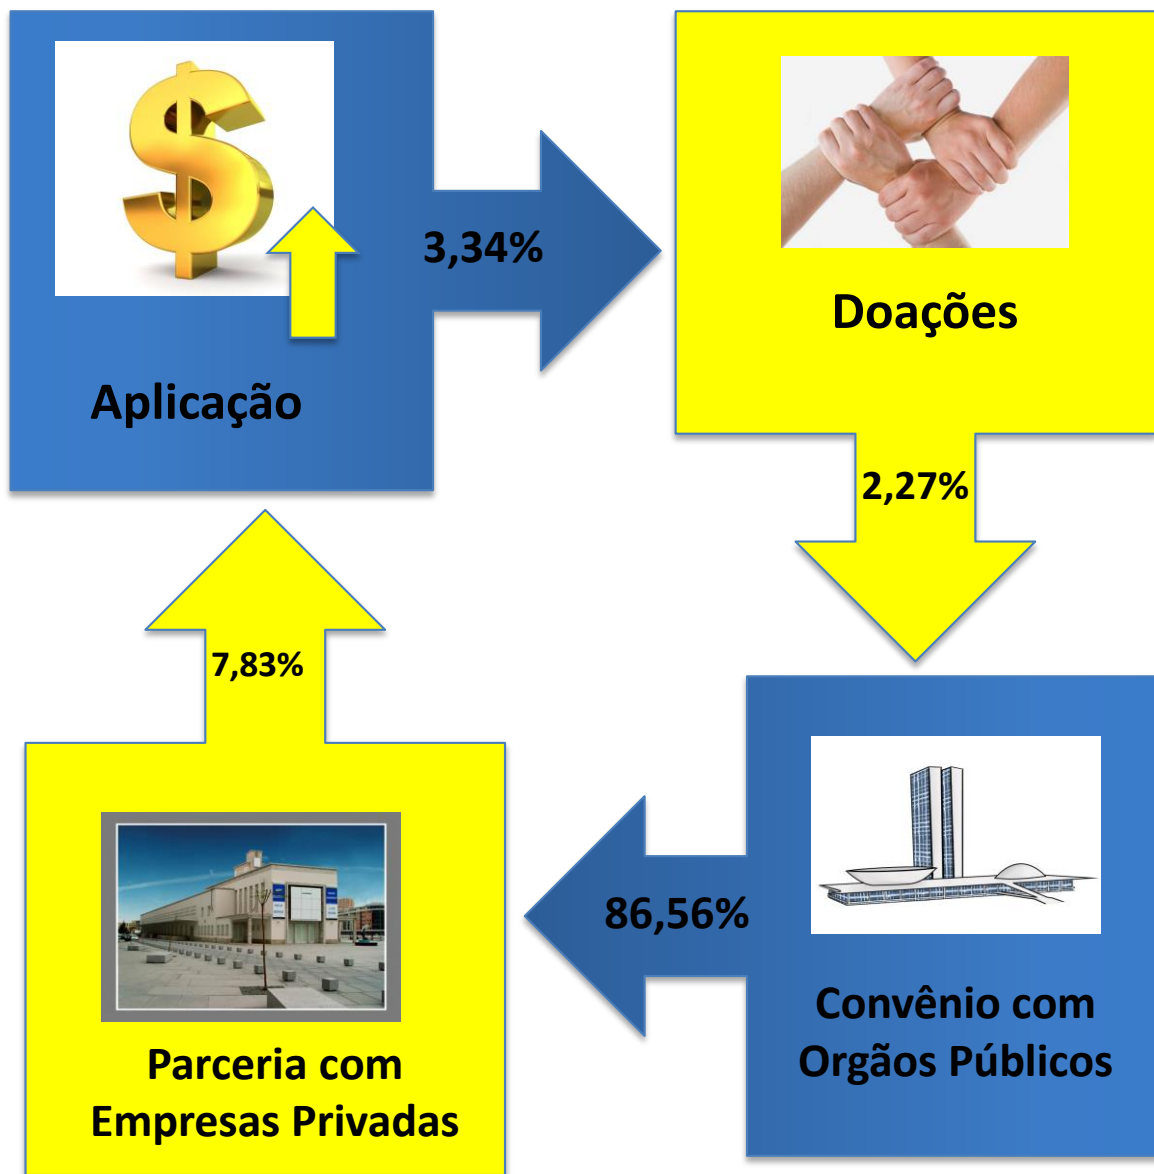 3,34%
Aplicação
Doações
2,27%
7,83%
86,56%
Parceria com
Empresas Privadas
Convênio com
Orgãos Públicos